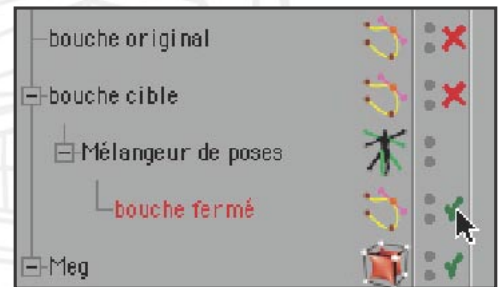 bouche original
bouche cible
Mélangeur de poses
bouche fermé
Meg